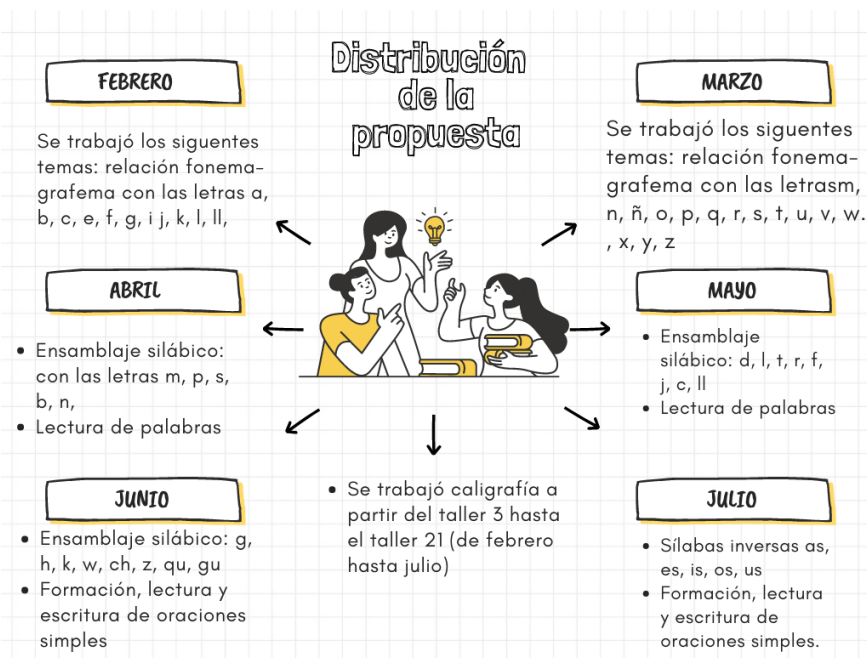 Distribución
de la
propuesta
FEBRERO
Se trabajó los siguentes
temas: relación fonema-
grafema con las letras a,
b, c, e, f, g, i j, k, l, ll,
MARZO
Se trabajó los siguentes
temas: relación fonema-
grafema con las letrasm,
n, ñ, o, p, q, r, s, t, u, v, w.
, x, y, z
ABRIL
• Ensamblaje silábico:
con las letras m, p, s,
b, n,
• Lectura de palabras
MAYO
• Ensamblaje
silábico: d, l, t, r, f,
j, c, ll
• Lectura de palabras
JUNIO
• Ensamblaje silábico: g,
h, k, w, ch, z, qu, gu
• Formación, lectura y
escritura de oraciones
simples
• Se trabajó caligrafía a
partir del taller 3 hasta
el taller 21 (de febrero
hasta julio)
JULIO
• Sílabas inversas as,
es, is, os, us
• Formación, lectura
y escritura de
oraciones simples.